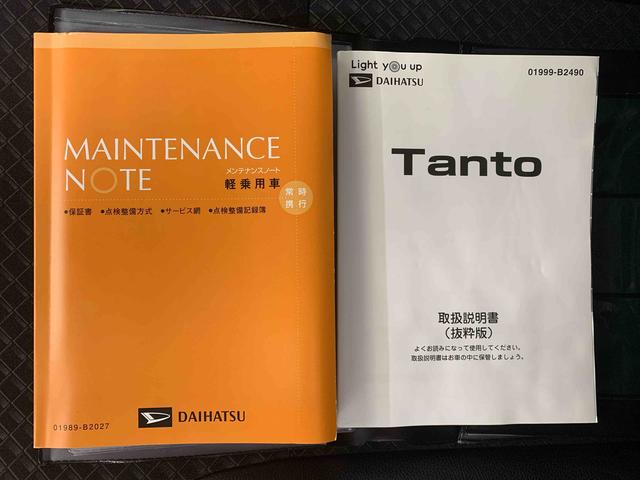 MAINTENANCE
NOTE
メンテナンスノート
軽乗用車
常時
携行
●保証書 ●点検整備方式 ●サービス網 ●点検整備記録簿
DAIHATSU
01989-B2027
Light you up
DAIHATSU
01999-B2490
Tanto
取扱説明書
(抜粋版)
よくお読みになって使用してください。
取扱説明書はお車の中に保管しましょう。